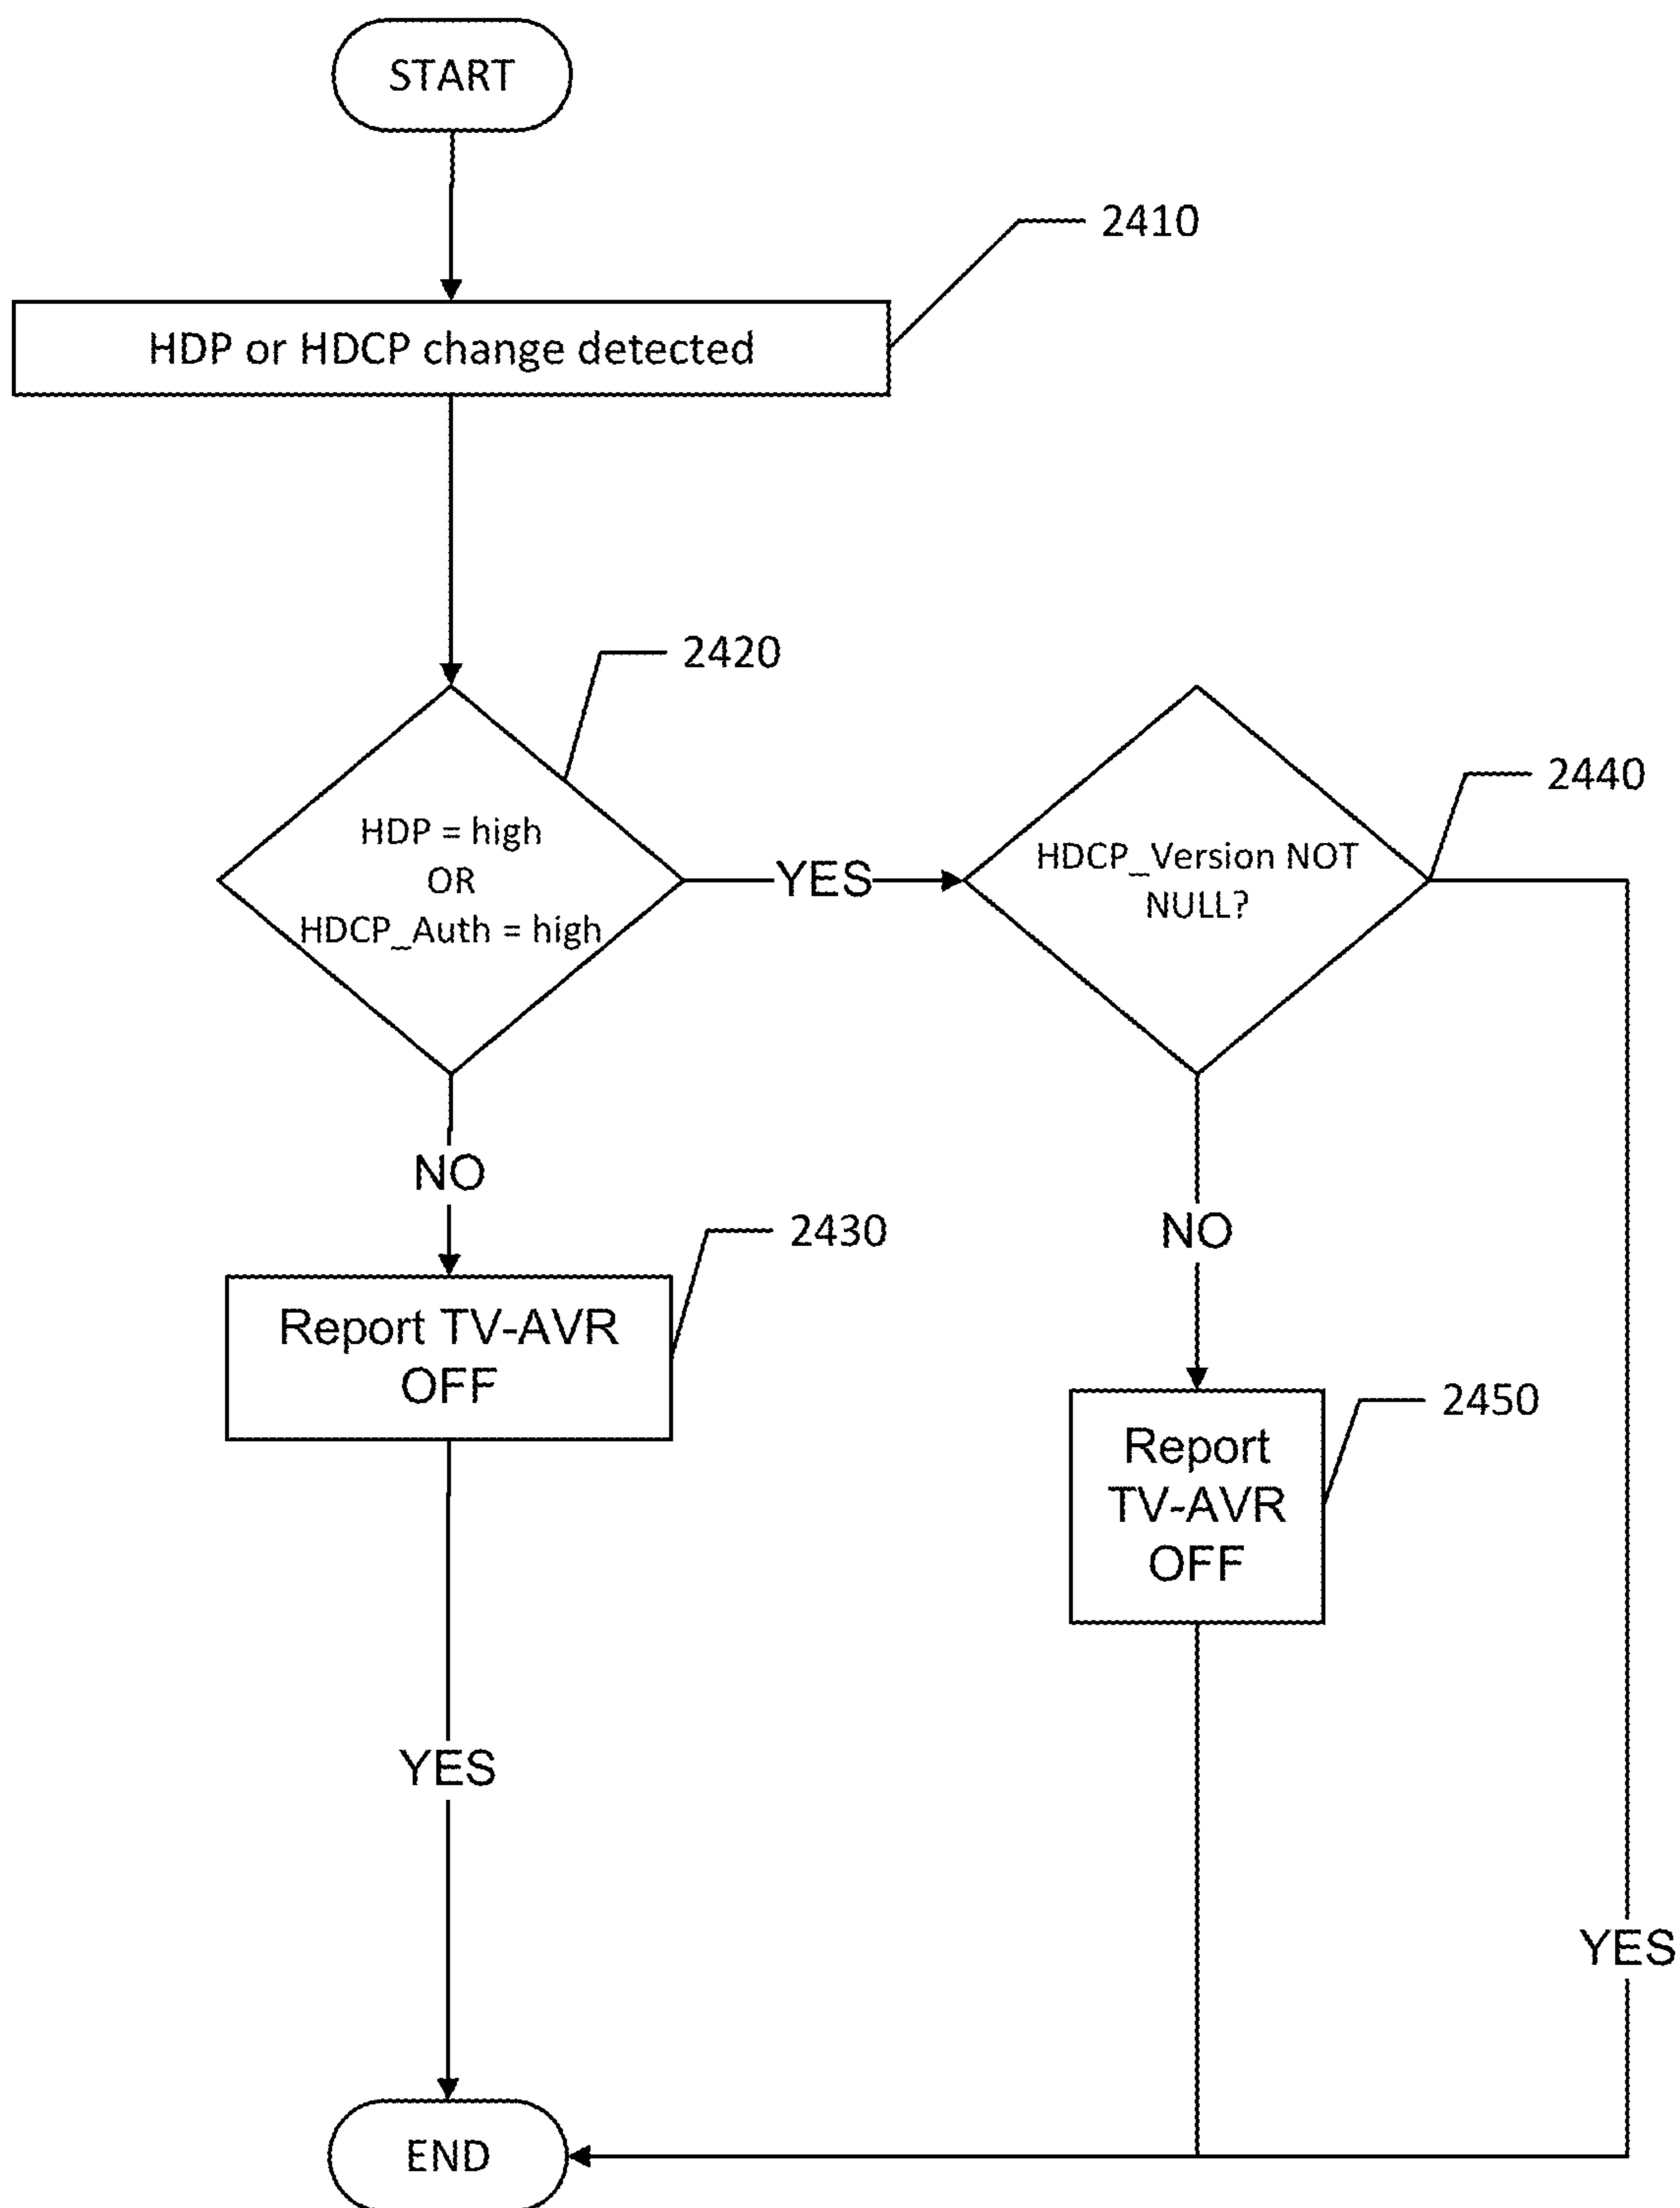 START
2410
HDP or HDCP change detected
2420
HDP = high
OR
HDCP_Auth = high
YES
2440
HDCP_Version NOT
NULL?
NO
2430
Report TV-AVR
OFF
NO
2450
Report
TV-AVR
OFF
YES
YES
END